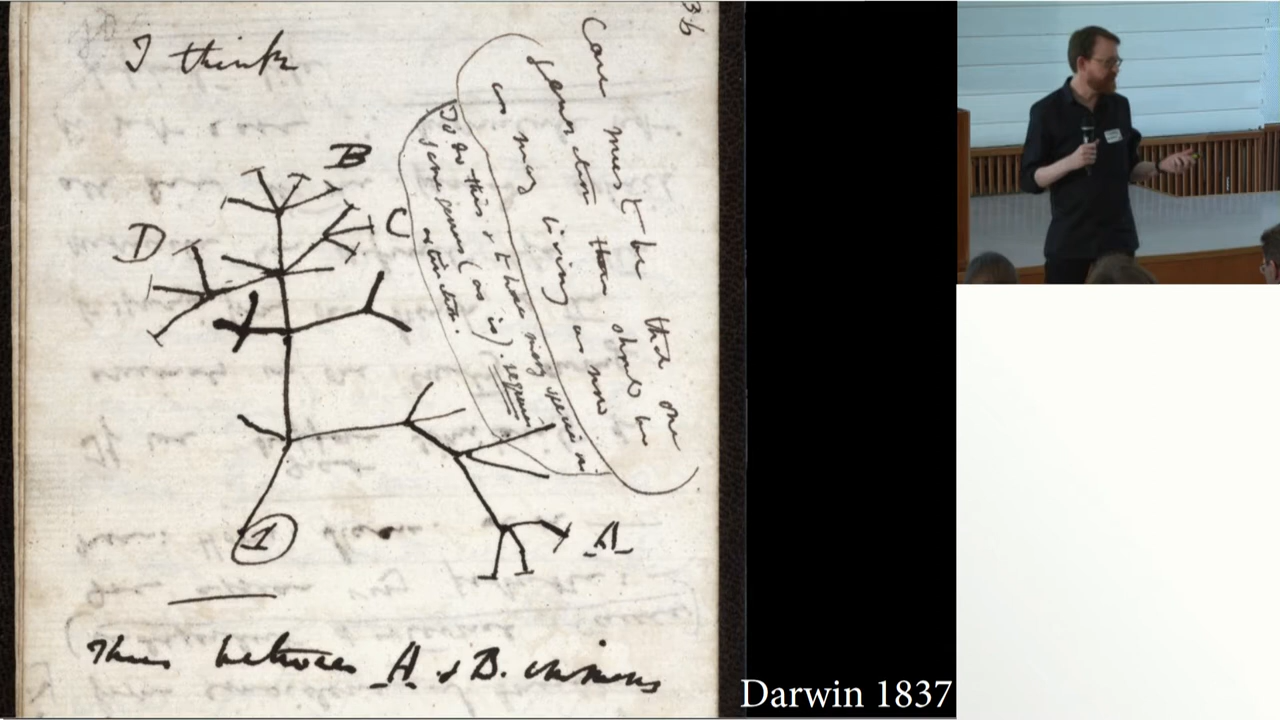 36
I think
Case must be that one
generation then should be
as many living as now
To do this & to have many species in
same genus (as is). requires
extinction.
B
C
D
A
1
Thus between A & B. immens
Darwin 1837